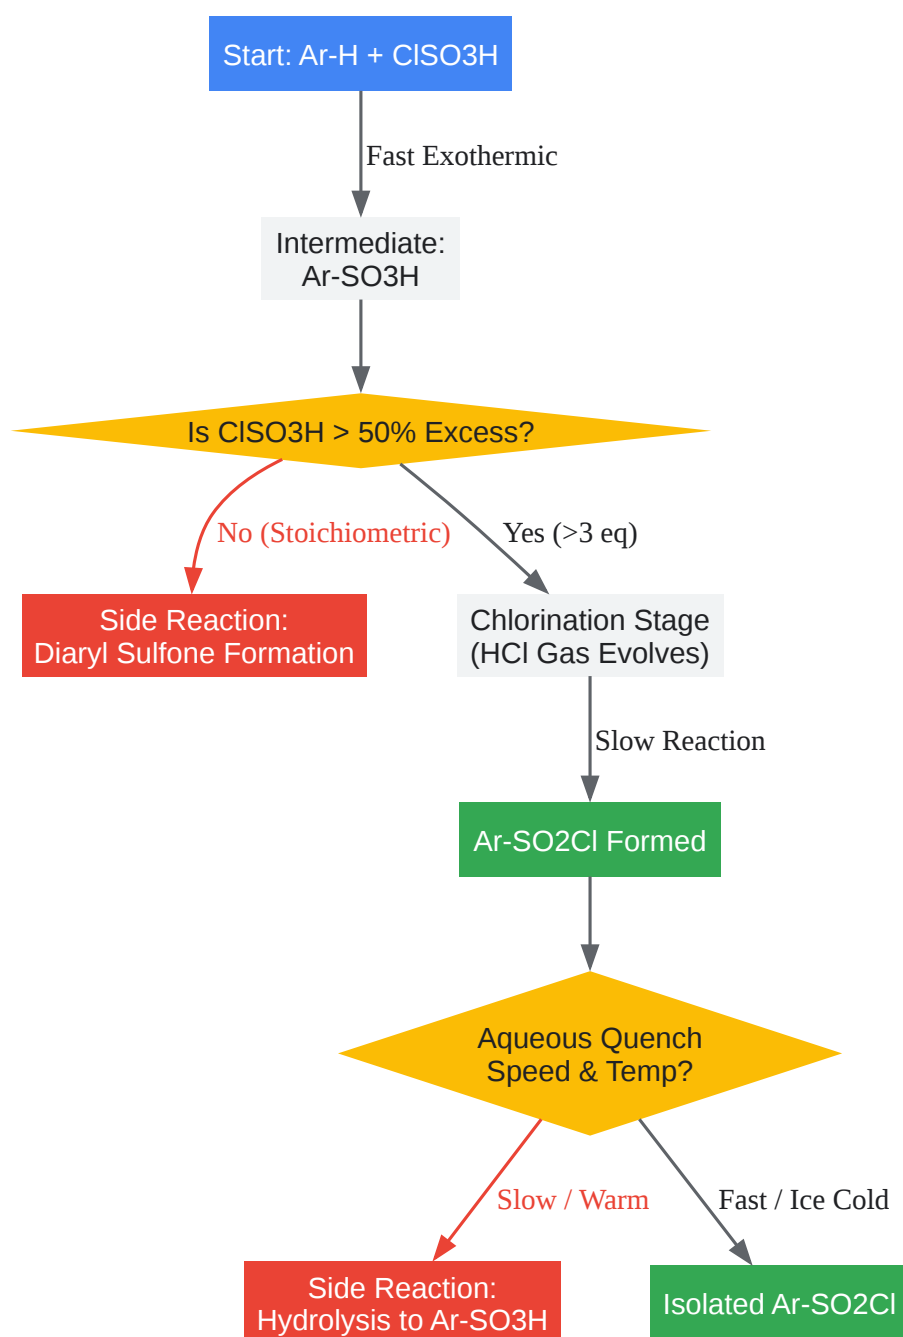 Start: Ar-H + ClSO3H
Fast Exothermic
Intermediate:
Ar-SO3H
Is ClSO3H > 50% Excess?
No (Stoichiometric)
Yes (>3 eq)
Side Reaction:
Diaryl Sulfone Formation
Chlorination Stage
(HCl Gas Evolves)
Slow Reaction
Ar-SO2Cl Formed
Aqueous Quench
Speed & Temp?
Slow / Warm
Fast / Ice Cold
Side Reaction:
Hydrolysis to Ar-SO3H
Isolated Ar-SO2Cl